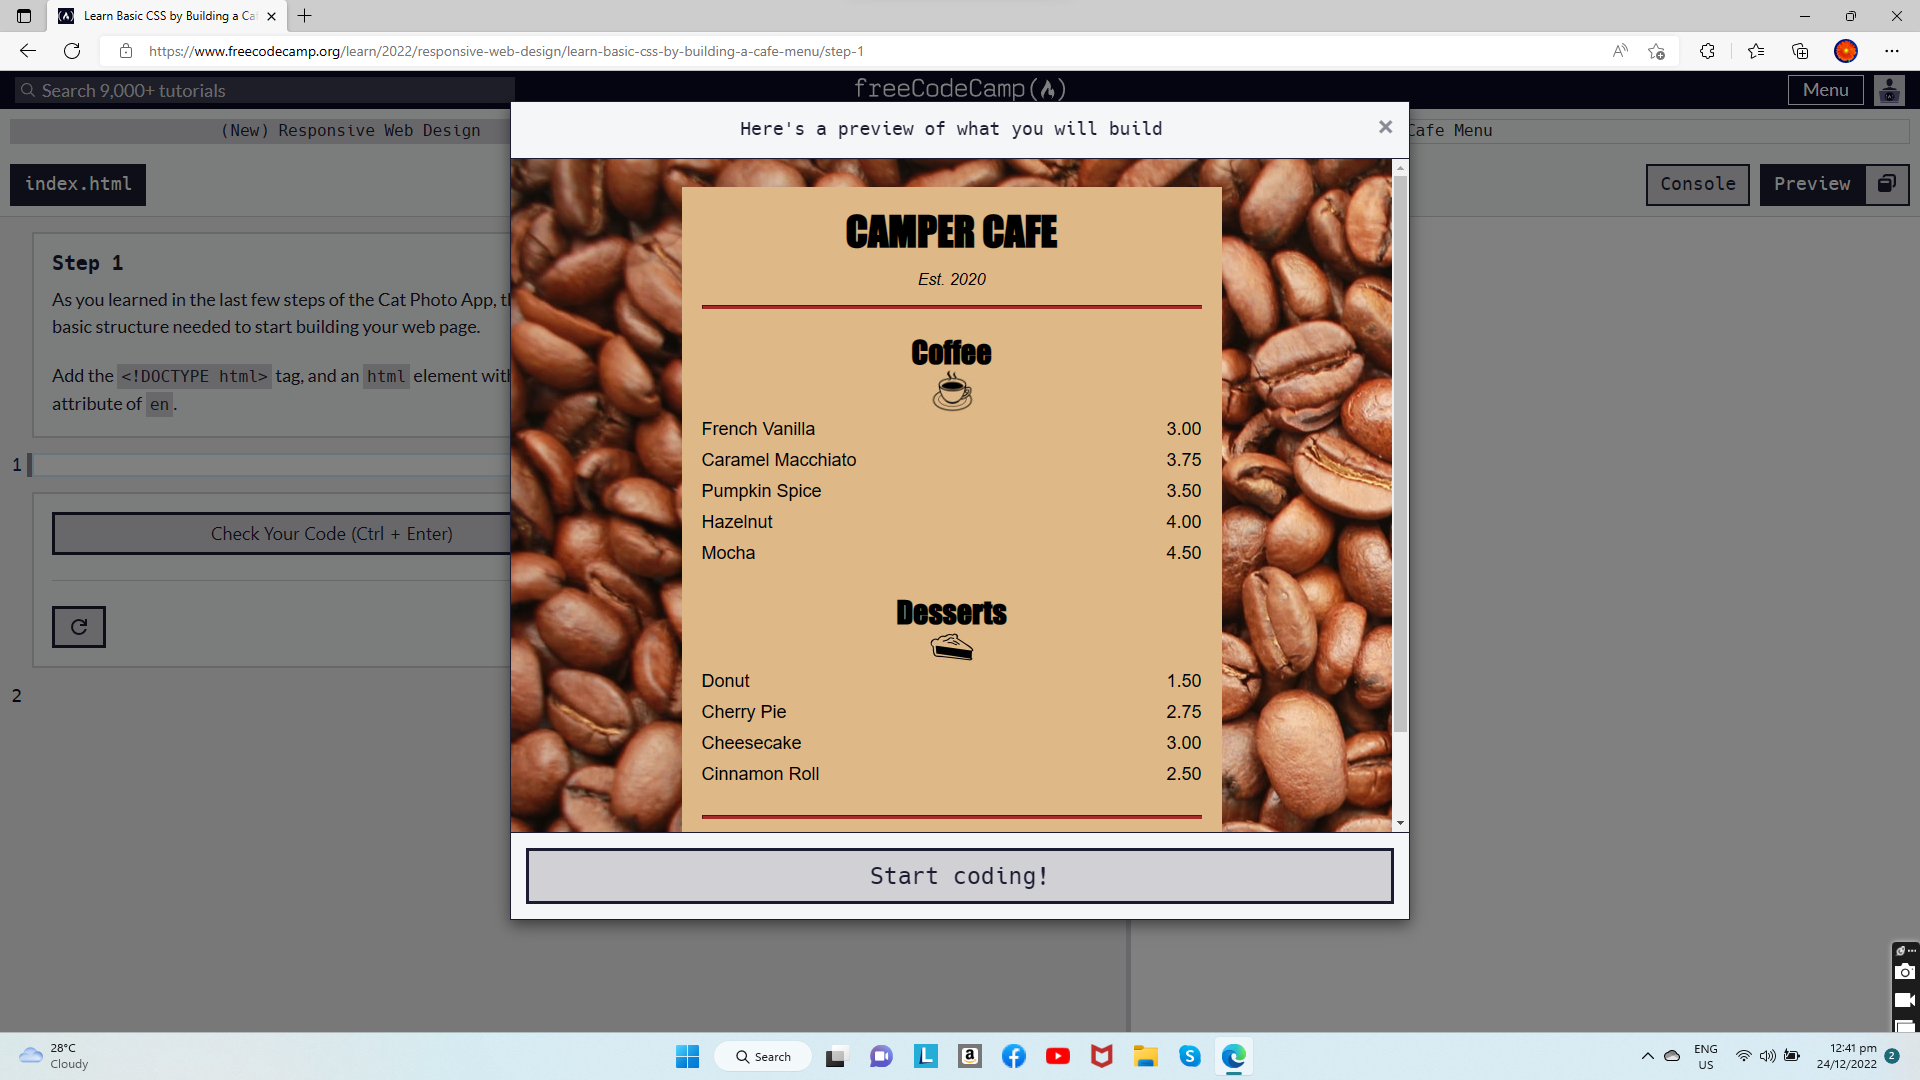 Learn Basic CSS by Building a Ca
https://www.freecodecamp.org/learn/2022/responsive-web-design/learn-basic-css-by-building-a-cafe-menu/step-1
Search 9,000+ tutorials
freeCodeCamp
Menu
(New) Responsive Web Design
Cafe Menu
index.html
Console
Preview
Step 1
As you learned in the last few steps of the Cat Photo App, t
basic structure needed to start building your web page.
Add the <!DOCTYPE html> tag, and an html element wit
attribute of en.
1
Check Your Code (Ctrl + Enter)
2
Here's a preview of what you will build
×
CAMPER CAFE
Est. 2020
Coffee
French Vanilla 3.00
Caramel Macchiato 3.75
Pumpkin Spice 3.50
Hazelnut 4.00
Mocha 4.50
Desserts
Donut 1.50
Cherry Pie 2.75
Cheesecake 3.00
Cinnamon Roll 2.50
Start coding!
28°C
Cloudy
Search
ENG
US
12:41 pm
24/12/2022
2